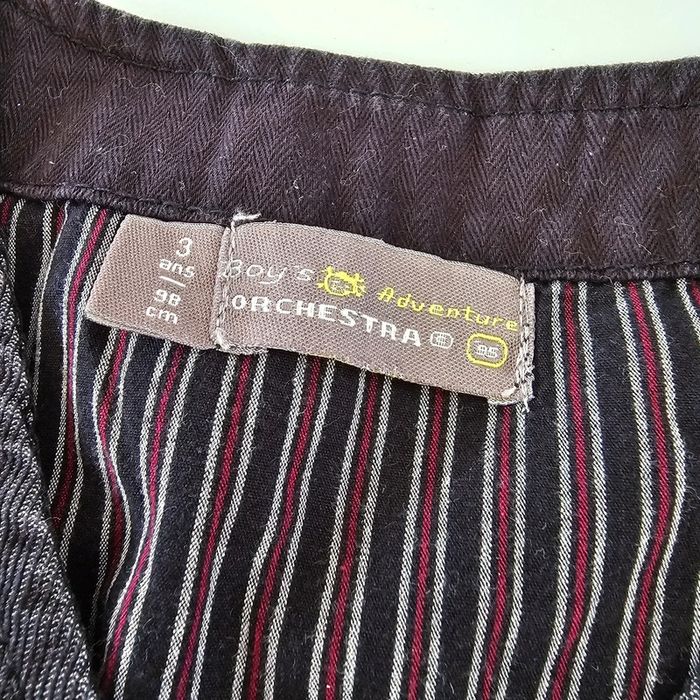 3
ans
98
cm
Boy's Adventure
ORCHESTRA